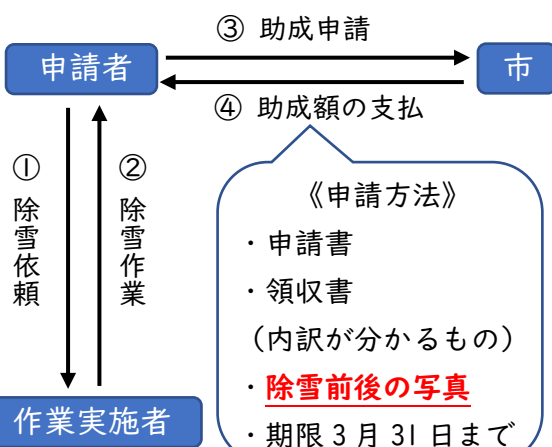 ③ 助成申請
申請者
市
④ 助成額の支払
①
除雪依頼
②
除雪作業
《申請方法》
・申請書
・領収書
（内訳が分かるもの）
・除雪前後の写真
・期限3月31日まで
作業実施者